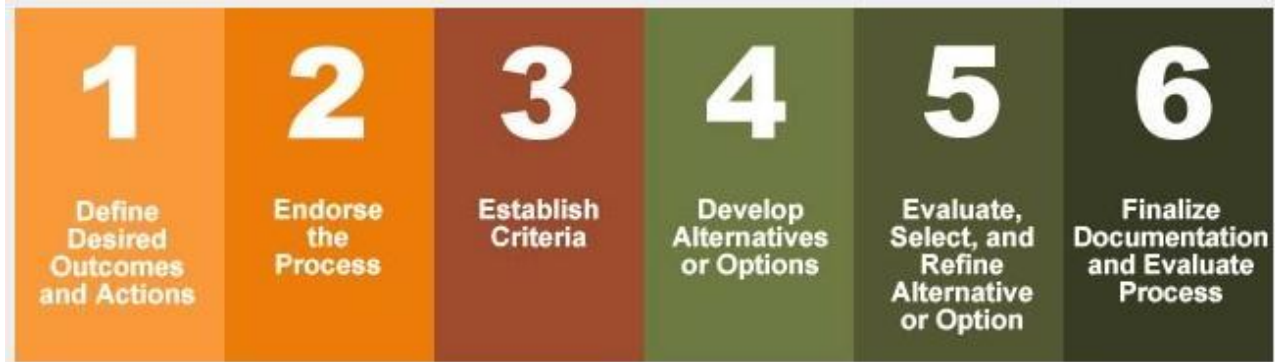 1
Define
Desired
Outcomes
and Actions
2
Endorse
the
Process
3
Establish
Criteria
4
Develop
Alternatives
or Options
5
Evaluate,
Select, and
Refine
Alternative
or Option
6
Finalize
Documentation
and Evaluate
Process